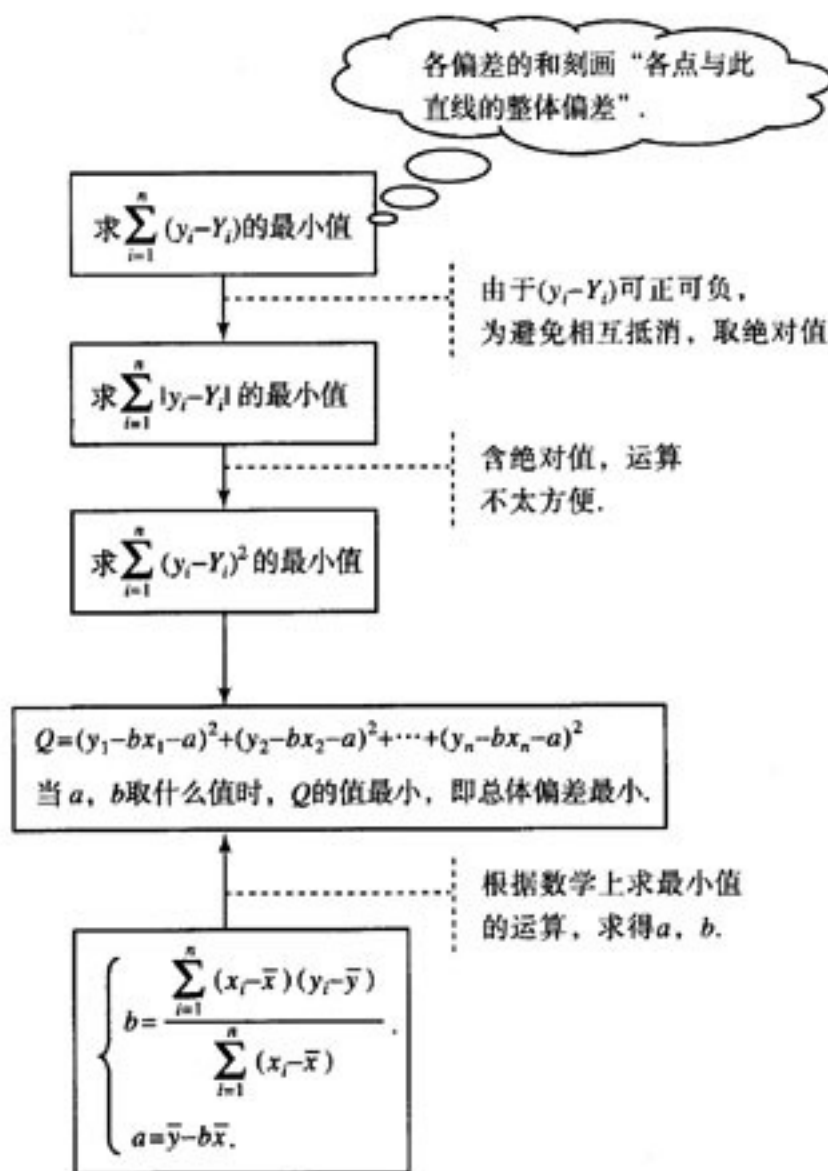 各偏差的和刻画“各点与此
直线的整体偏差”.
求∑_{i=1}^{n}(y_i-Y_i)的最小值
由于(y_i-Y_i)可正可负，
为避免相互抵消，取绝对值
求∑_{i=1}^{n}|y_i-Y_i|的最小值
含绝对值，运算
不太方便.
求∑_{i=1}^{n}(y_i-Y_i)²的最小值
Q=(y₁-bx₁-a)²+(y₂-bx₂-a)²+⋯+(y_n-bx_n-a)²
当a，b取什么值时，Q的值最小，即总体偏差最小.
根据数学上求最小值
的运算，求得a，b.
b=\frac{∑_{i=1}^{n}(x_i-x̄)(y_i-ȳ)}{∑_{i=1}^{n}(x_i-x̄)}.
a=ȳ-bx̄.